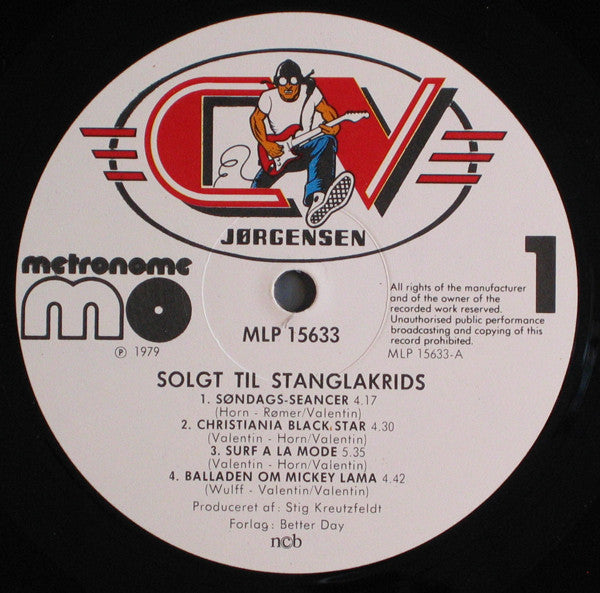 CV
JØRGENSEN
metronome
mo
℗ 1979
MLP 15633
1
All rights of the manufacturer
and of the owner of the
recorded work reserved.
Unauthorised public performance
broadcasting and copying of this
record prohibited.
MLP 15633-A
SOLGT TIL STANGLAKRIDS
1. SØNDAGS-SEANCER 4.17
(Horn - Rømer/Valentin)
2. CHRISTIANIA BLACK STAR 4.30
(Valentin - Horn/Valentin)
3. SURF A LA MODE 5.35
(Valentin - Horn/Valentin)
4. BALLADEN OM MICKEY LAMA 4.42
(Wulff - Valentin/Valentin)
Produceret af: Stig Kreutzfeldt
Forlag: Better Day
ncb